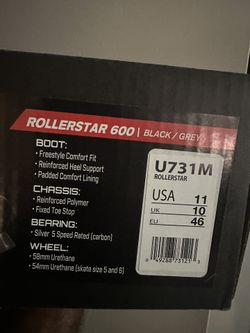 ROLLERSTAR 600 | BLACK / GREY
BOOT:
• Freestyle Comfort Fit
• Reinforced Heel Support
• Padded Comfort Lining
CHASSIS:
• Reinforced Polymer
• Fixed Toe Stop
BEARING:
• Silver 5 Speed Rated (carbon)
WHEEL:
• 58mm Urethane
• 54mm Urethane (skate size 5 and 6)
U731M
ROLLERSTAR
USA 11
UK 10
EU 46